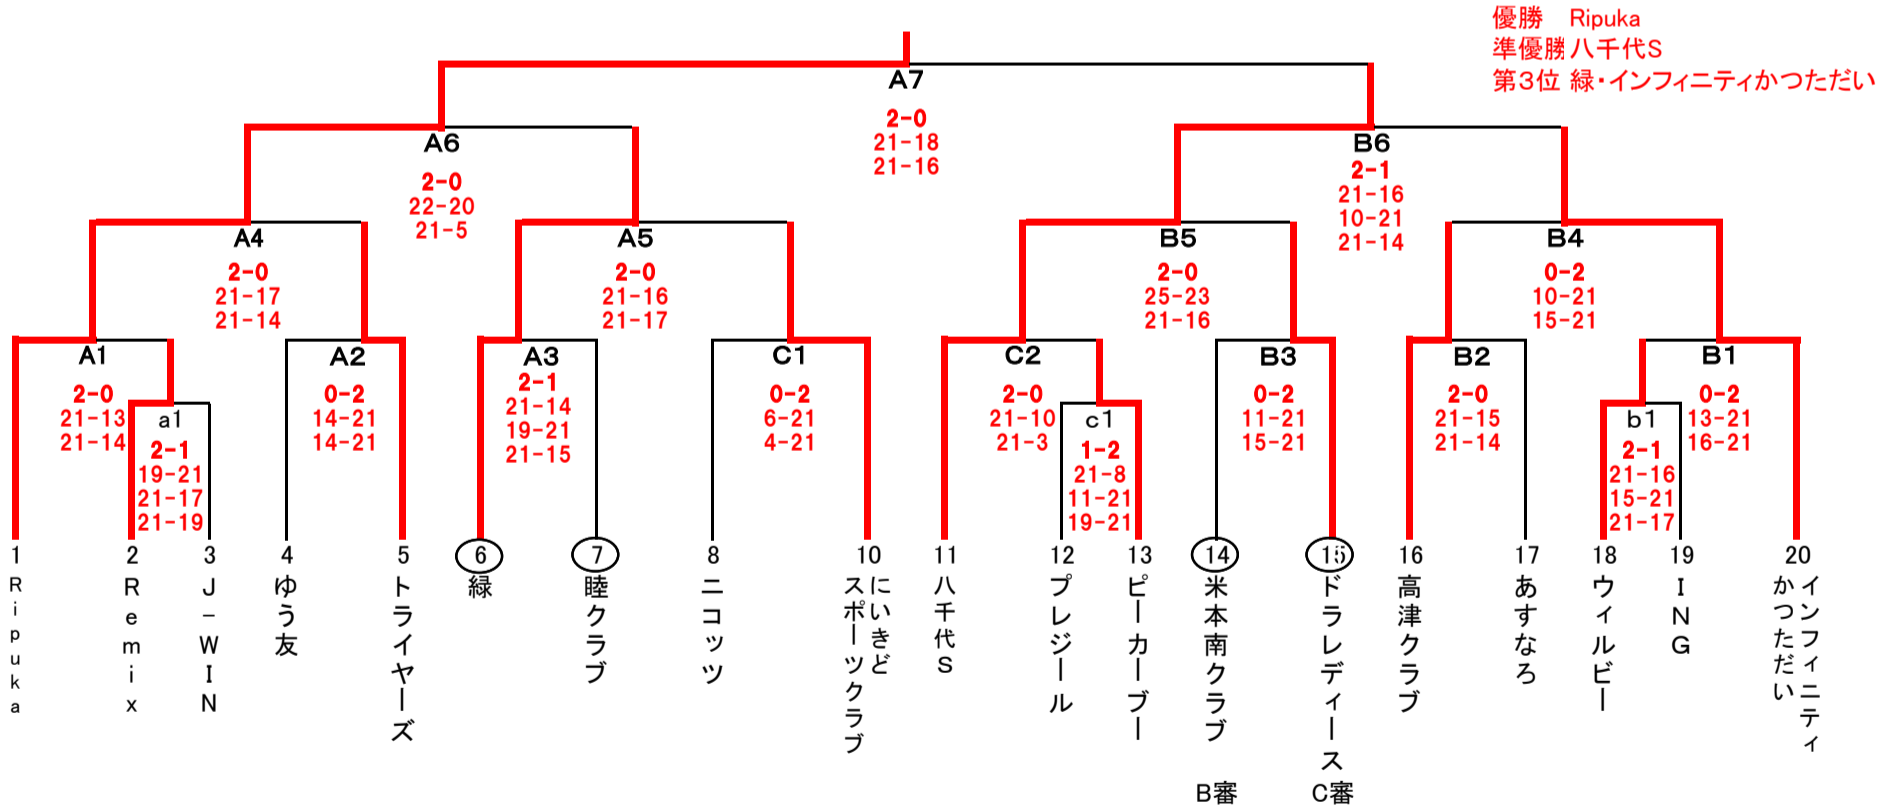 優勝 Ripuka
準優勝 八千代S
第3位 緑・インフィニティかつただい
A7
2-0
21-18
21-16
A6
2-0
22-20
21-5
B6
2-1
21-16
10-21
21-14
A4
2-0
21-17
21-14
A5
2-0
21-16
21-17
B5
2-0
25-23
21-16
B4
0-2
10-21
15-21
A1
2-0
21-13
21-14
a1
2-1
19-21
21-17
21-19
A2
0-2
14-21
14-21
A3
2-1
21-14
19-21
21-15
C1
0-2
6-21
4-21
C2
2-0
21-10
21-3
c1
1-2
21-8
11-21
19-21
B3
0-2
11-21
15-21
B2
2-0
21-15
21-14
b1
2-1
21-16
15-21
21-17
B1
0-2
13-21
16-21
1
Ripuka
2
Remix
3
J-WIN
4
ゆう友
5
トライヤーズ
6
緑
7
睦クラブ
8
ニコッツ
10
にいきど
スポーツクラブ
11
八千代S
12
プレジール
13
ピーカーブー
14
米本南クラブ
B審
15
ドラレディース
C審
16
高津クラブ
17
あすなろ
18
ウィルビー
19
ING
20
インフィニティ
かつただい